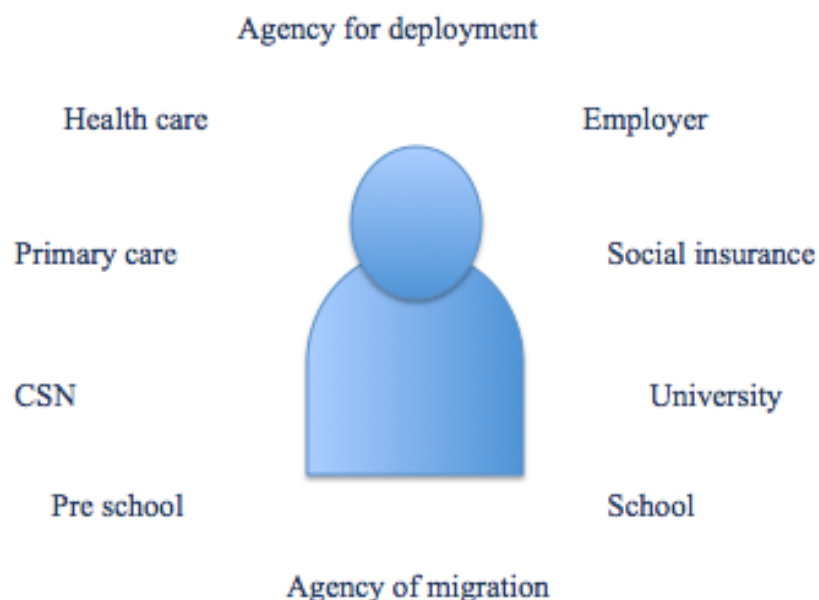 Agency for deployment
Health care
Employer
Primary care
Social insurance
CSN
University
Pre school
School
Agency of migration